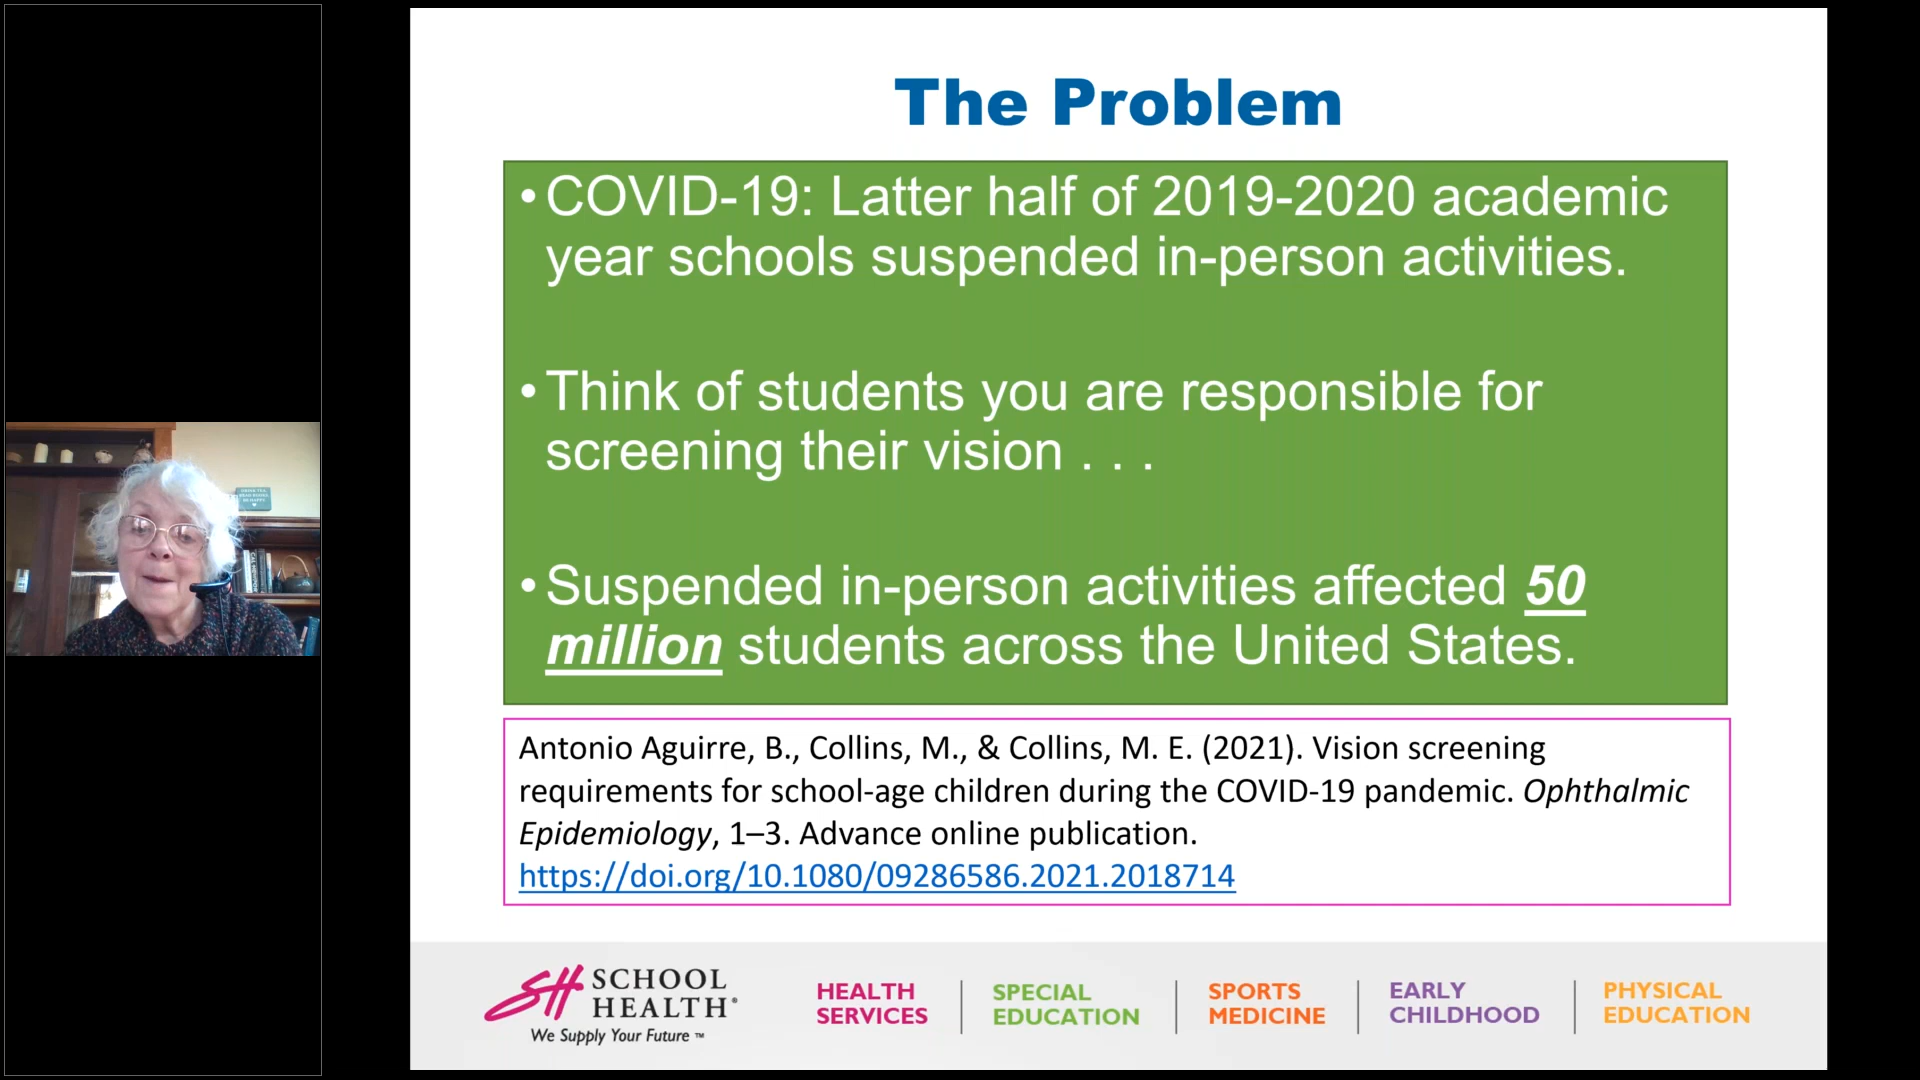 The Problem
•COVID-19: Latter half of 2019-2020 academic
year schools suspended in-person activities.
•Think of students you are responsible for
screening their vision . . .
•Suspended in-person activities affected 50
million students across the United States.
Antonio Aguirre, B., Collins, M., & Collins, M. E. (2021). Vision screening
requirements for school-age children during the COVID-19 pandemic. Ophthalmic
Epidemiology, 1–3. Advance online publication.
https://doi.org/10.1080/09286586.2021.2018714
SH SCHOOL
HEALTH®
We Supply Your Future ™
HEALTH
SERVICES
SPECIAL
EDUCATION
SPORTS
MEDICINE
EARLY
CHILDHOOD
PHYSICAL
EDUCATION